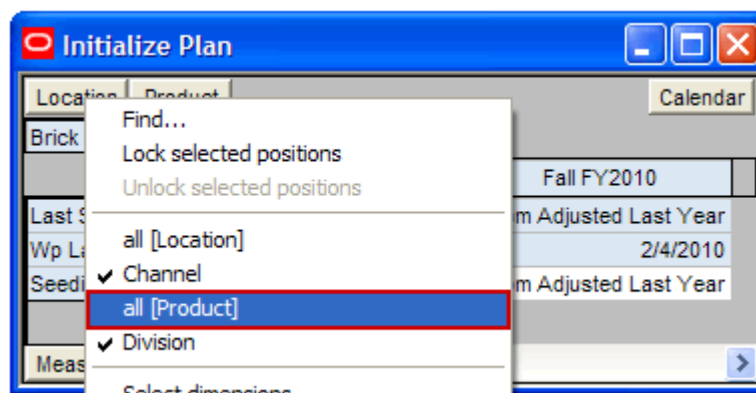 Initialize Plan
Location Product Calendar
Brick
Find...
Lock selected positions
Unlock selected positions
Fall FY2010
Last m Adjusted Last Year
all [Location]
Wp 2/4/2010
Channel
Seedi m Adjusted Last Year
all [Product]
Division
Meas
Select dimensions